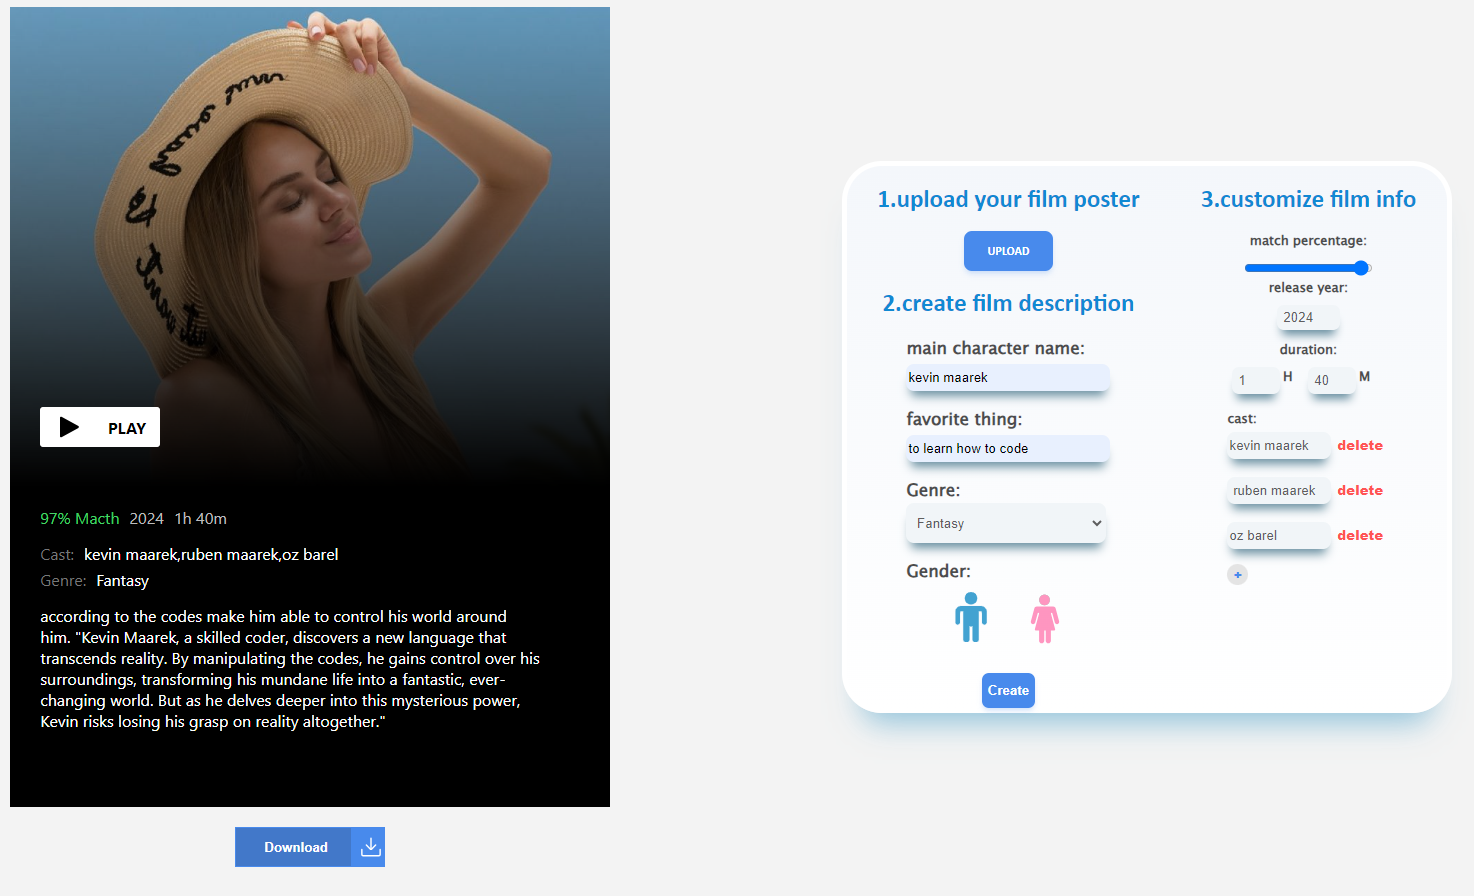 PLAY
97% Macth 2024 1h 40m
Cast: kevin maarek,ruben maarek,oz barel
Genre: Fantasy
according to the codes make him able to control his world around
him. "Kevin Maarek, a skilled coder, discovers a new language that
transcends reality. By manipulating the codes, he gains control over his
surroundings, transforming his mundane life into a fantastic, ever-
changing world. But as he delves deeper into this mysterious power,
Kevin risks losing his grasp on reality altogether."
Download
1.upload your film poster
UPLOAD
2.create film description
main character name:
kevin maarek
favorite thing:
to learn how to code
Genre:
Fantasy
Gender:
Create
3.customize film info
match percentage:
release year:
2024
duration:
1 H 40 M
cast:
kevin maarek delete
ruben maarek delete
oz barel delete
+